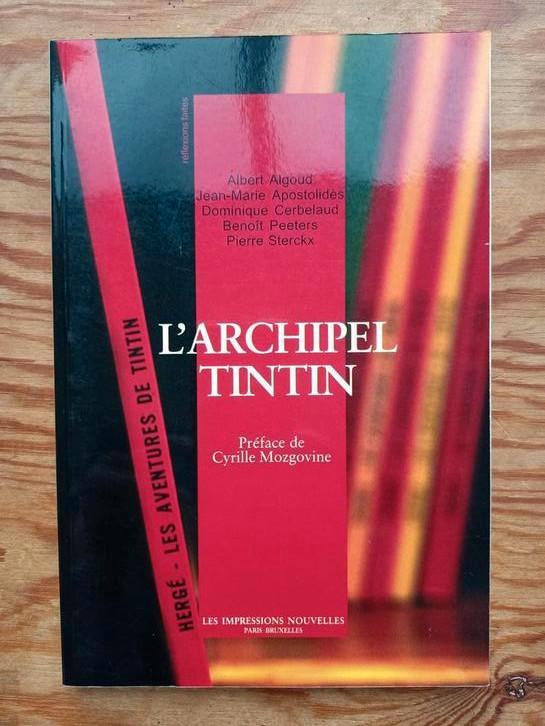 réflexions faites
Albert Algoud
Jean-Marie Apostolidès
Dominique Cerbelaud
Benoît Peeters
Pierre Sterckx
L'ARCHIPEL
TINTIN
Préface de
Cyrille Mozgovine
HERGÉ - LES AVENTURES DE TINTIN
LES IMPRESSIONS NOUVELLES
PARIS-BRUXELLES